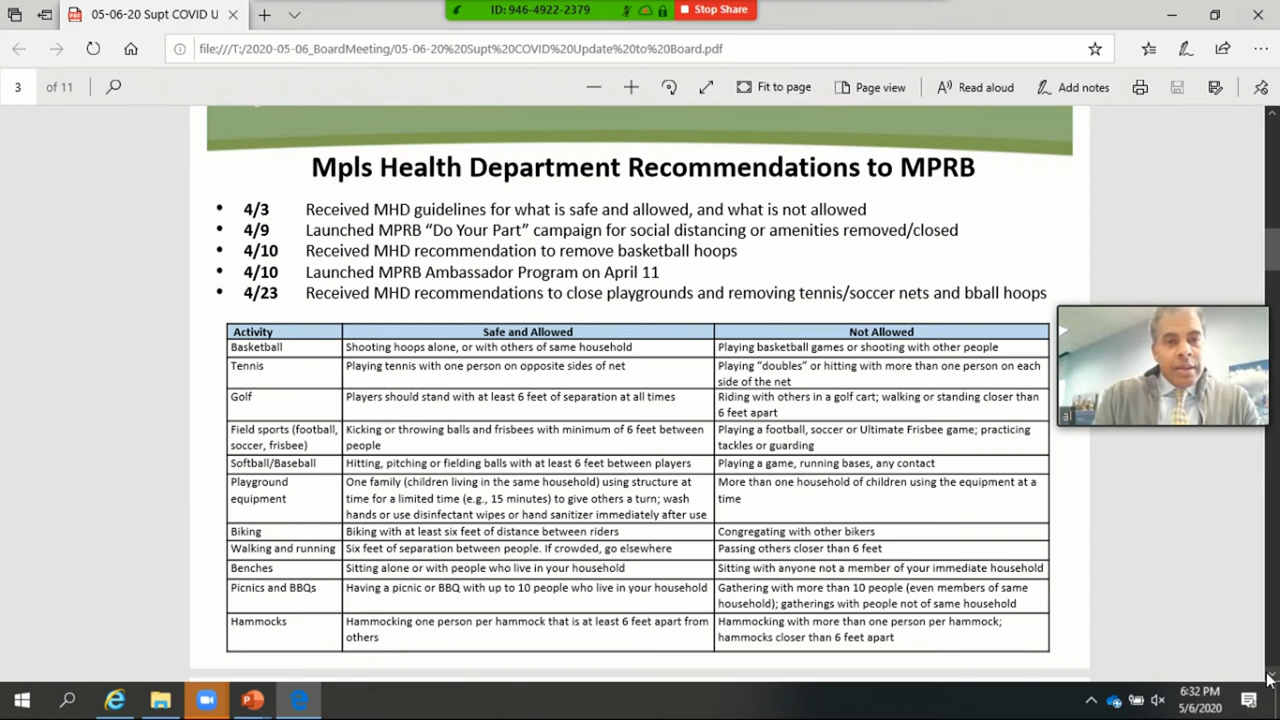 05-06-20 Supt COVID U
ID: 946-4922-2379
Stop Share
file:///T:/2020-05-06_BoardMeeting/05-06-20%20Supt%20COVID%20Update%20to%20Board.pdf
3 of 11
Fit to page
Page view
Read aloud
Add notes
Mpls Health Department Recommendations to MPRB
• 4/3 Received MHD guidelines for what is safe and allowed, and what is not allowed
• 4/9 Launched MPRB “Do Your Part” campaign for social distancing or amenities removed/closed
• 4/10 Received MHD recommendation to remove basketball hoops
• 4/10 Launched MPRB Ambassador Program on April 11
• 4/23 Received MHD recommendations to close playgrounds and removing tennis/soccer nets and bball hoops
Activity Safe and Allowed Not Allowed
Basketball Shooting hoops alone, or with others of same household Playing basketball games or shooting with other people
Tennis Playing tennis with one person on opposite sides of net Playing “doubles” or hitting with more than one person on each
side of the net
Golf Players should stand with at least 6 feet of separation at all times Riding with others in a golf cart; walking or standing closer than
6 feet apart
Field sports (football, Kicking or throwing balls and frisbees with minimum of 6 feet between Playing a football, soccer or Ultimate Frisbee game; practicing
soccer, frisbee) people tackles or guarding
Softball/Baseball Hitting, pitching or fielding balls with at least 6 feet between players Playing a game, running bases, any contact
Playground One family (children living in the same household) using structure at More than one household of children using the equipment at a
equipment time for a limited time (e.g., 15 minutes) to give others a turn; wash time
hands or use disinfectant wipes or hand sanitizer immediately after use
Biking Biking with at least six feet of distance between riders Congregating with other bikers
Walking and running Six feet of separation between people. If crowded, go elsewhere Passing others closer than 6 feet
Benches Sitting alone or with people who live in your household Sitting with anyone not a member of your immediate household
Picnics and BBQs Having a picnic or BBQ with up to 10 people who live in your household Gathering with more than 10 people (even members of same
household); gatherings with people not of same household
Hammocks Hammocking one person per hammock that is at least 6 feet apart from Hammocking with more than one person per hammock;
others hammocks closer than 6 feet apart
al
6:32 PM
5/6/2020